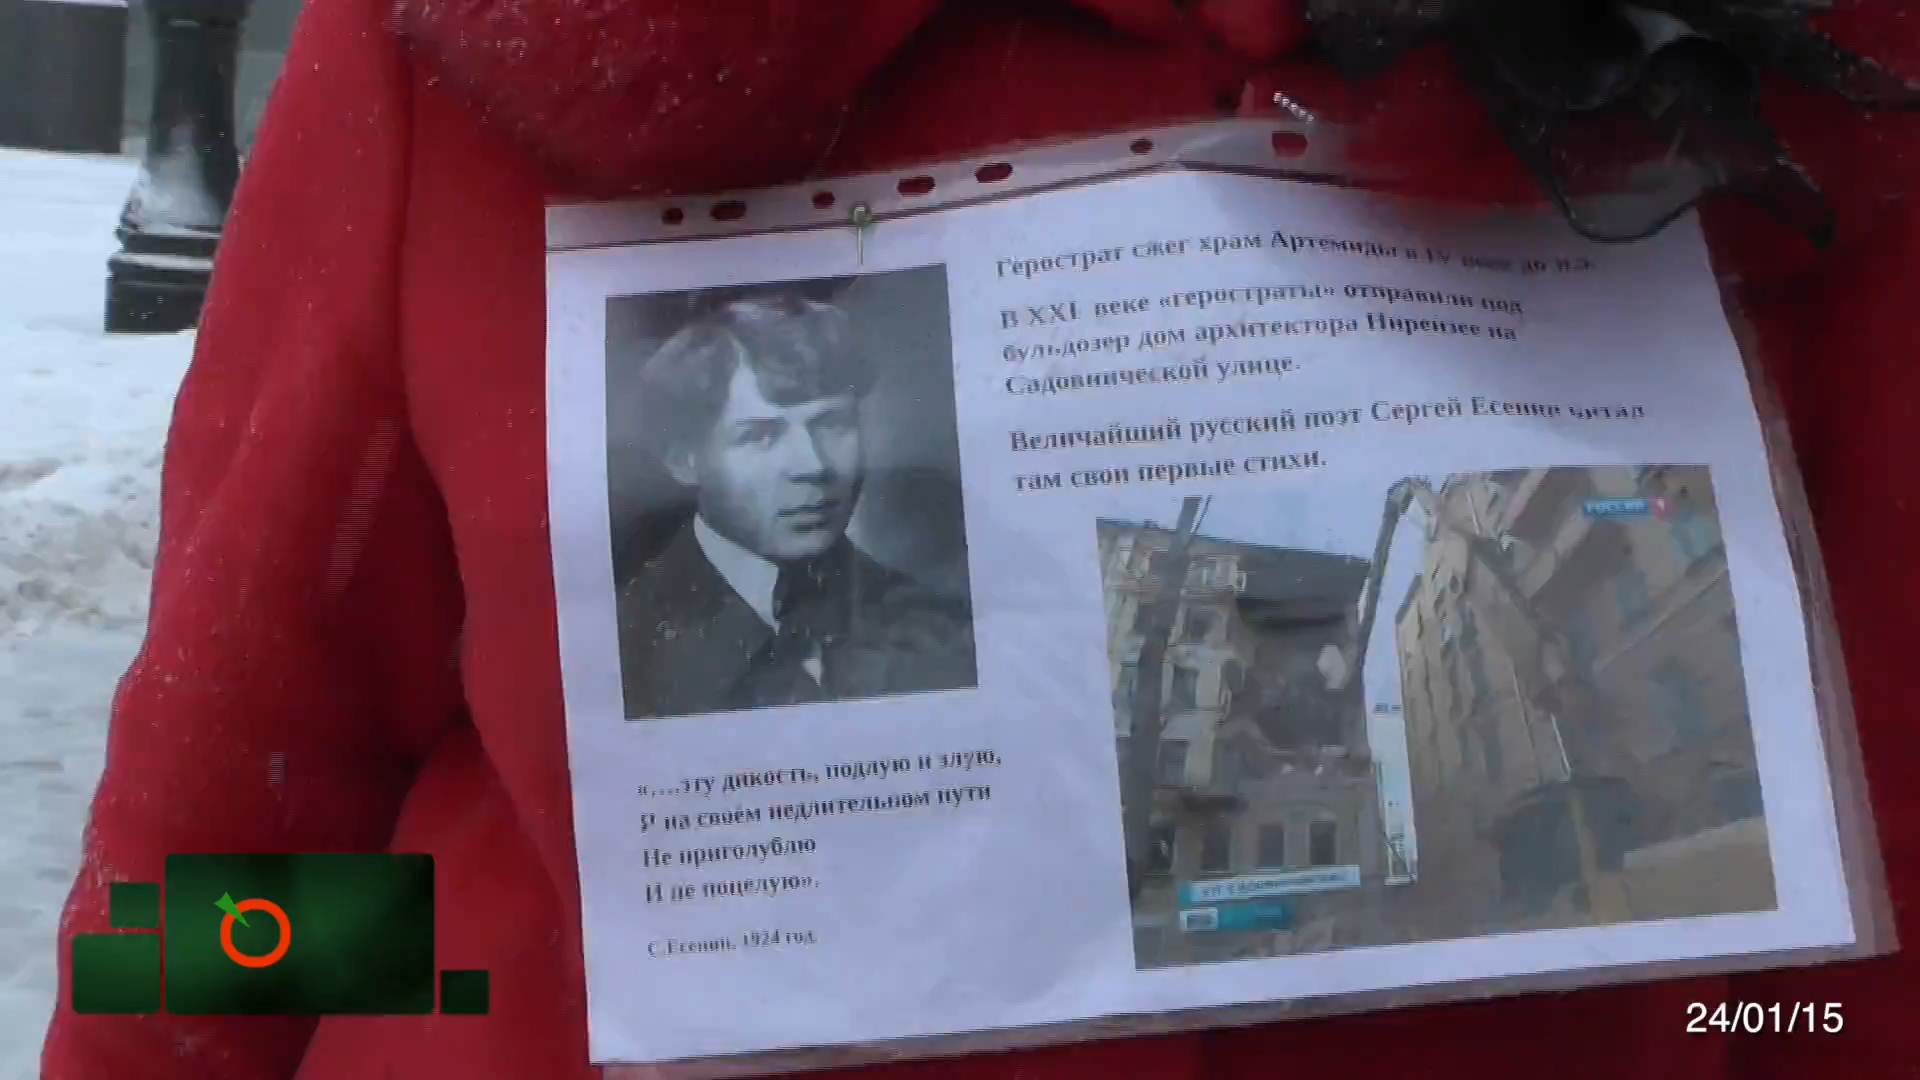 Герострат сжег храм Артемиды в IV веке до н.э.
В XXI веке «геростраты» отправили под
бульдозер дом архитектора Нирензее на
Садовнической улице.
Величайший русский поэт Сергей Есенин читал
там свои первые стихи.
РОССИЯ 1
«,…эту дикость, подлую и злую,
Я на своём недлительном пути
Не приголублю
И не поцелую».
С.Есенин, 1924 год.
24/01/15